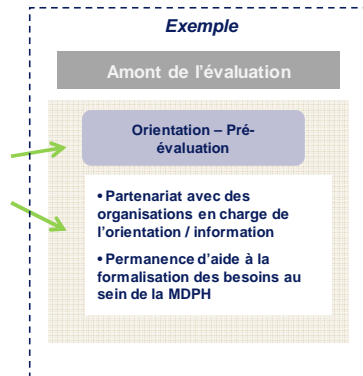 Exemple
Amont de l'évaluation
Orientation – Pré-
évaluation
• Partenariat avec des
organisations en charge de
l'orientation / information
• Permanence d'aide à la
formalisation des besoins au
sein de la MDPH